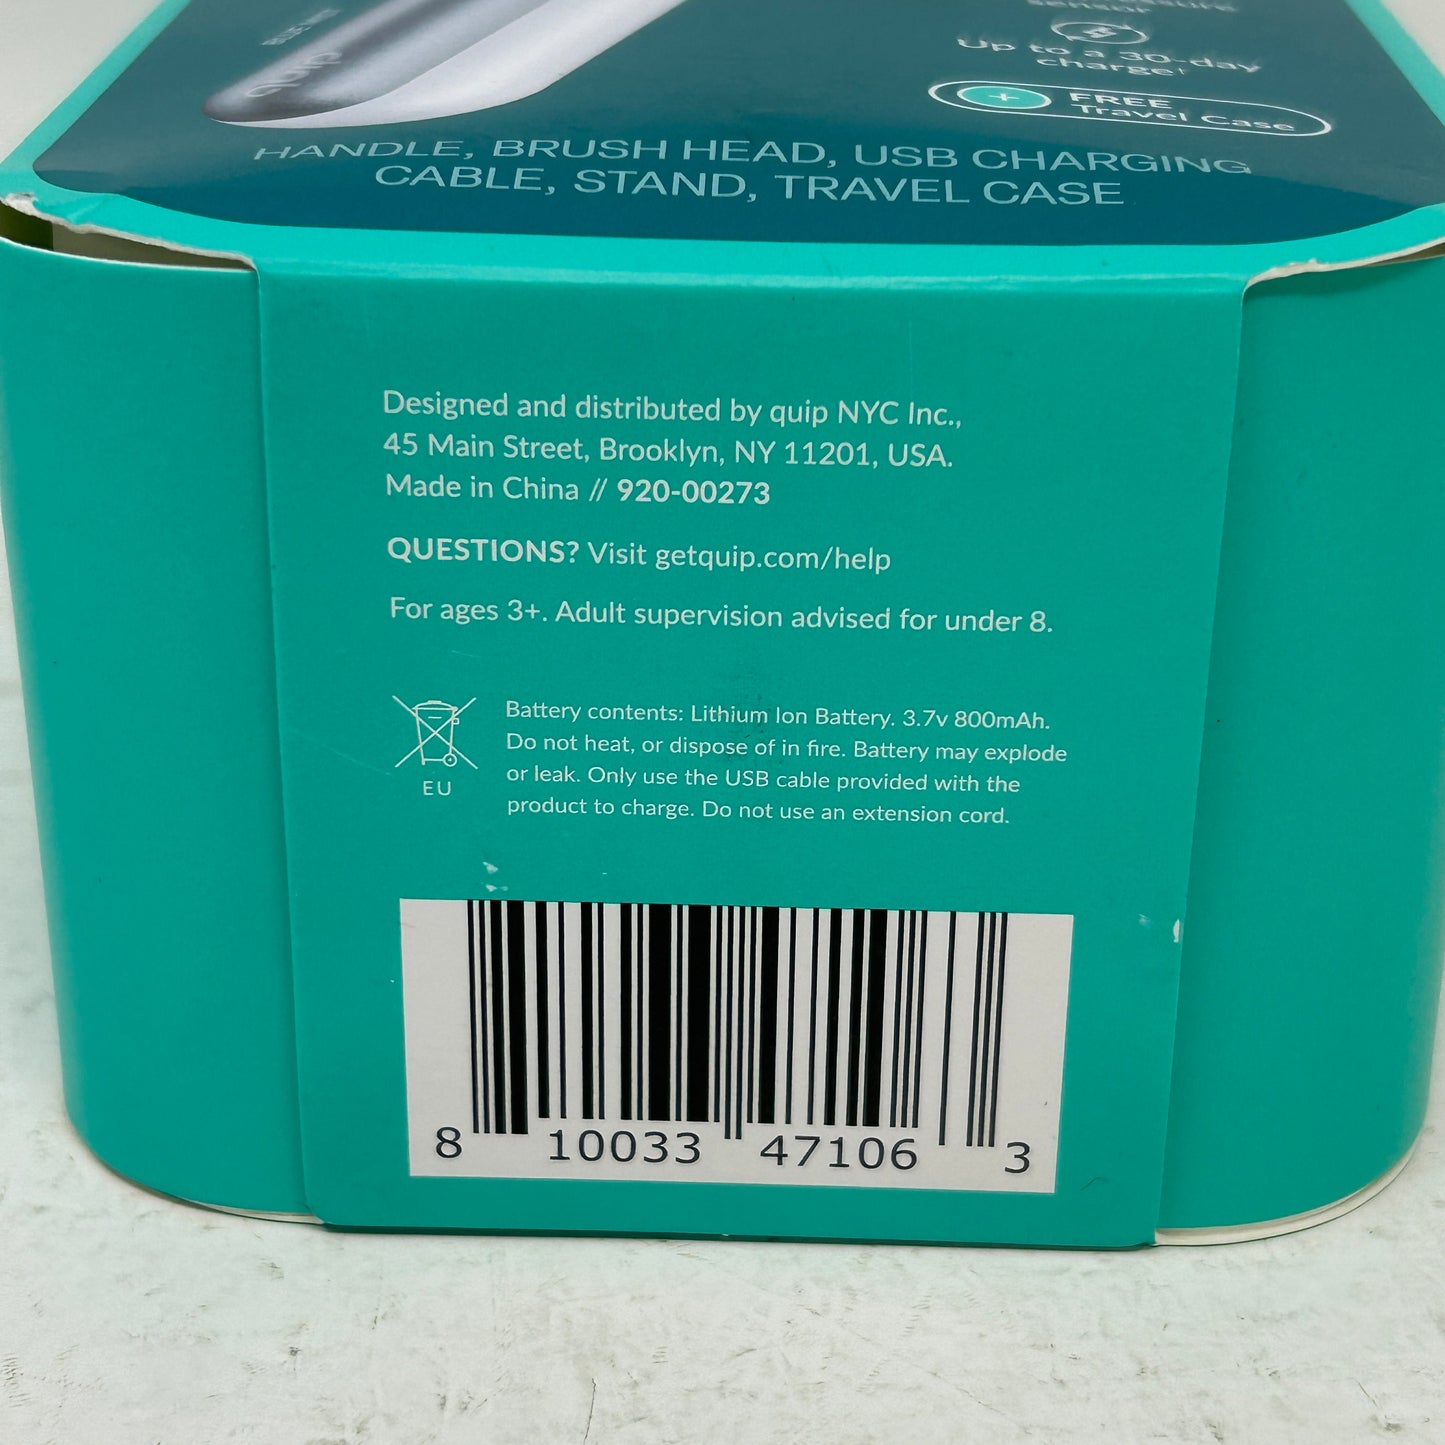 sensor
Up to a 30-day
charge†
+ FREE
Travel Case
quip
HANDLE, BRUSH HEAD, USB CHARGING
CABLE, STAND, TRAVEL CASE
Designed and distributed by quip NYC Inc.,
45 Main Street, Brooklyn, NY 11201, USA.
Made in China // 920-00273
QUESTIONS? Visit getquip.com/help
For ages 3+. Adult supervision advised for under 8.
Battery contents: Lithium Ion Battery. 3.7v 800mAh.
Do not heat, or dispose of in fire. Battery may explode
or leak. Only use the USB cable provided with the
product to charge. Do not use an extension cord.
EU
8 10033 47106 3